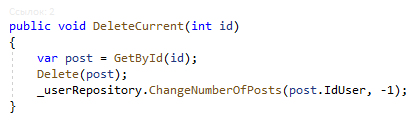 Ссылок: 2
public void DeleteCurrent(int id)
{
var post = GetById(id);
Delete(post);
_userRepository.ChangeNumberOfPosts(post.IdUser, -1);
}